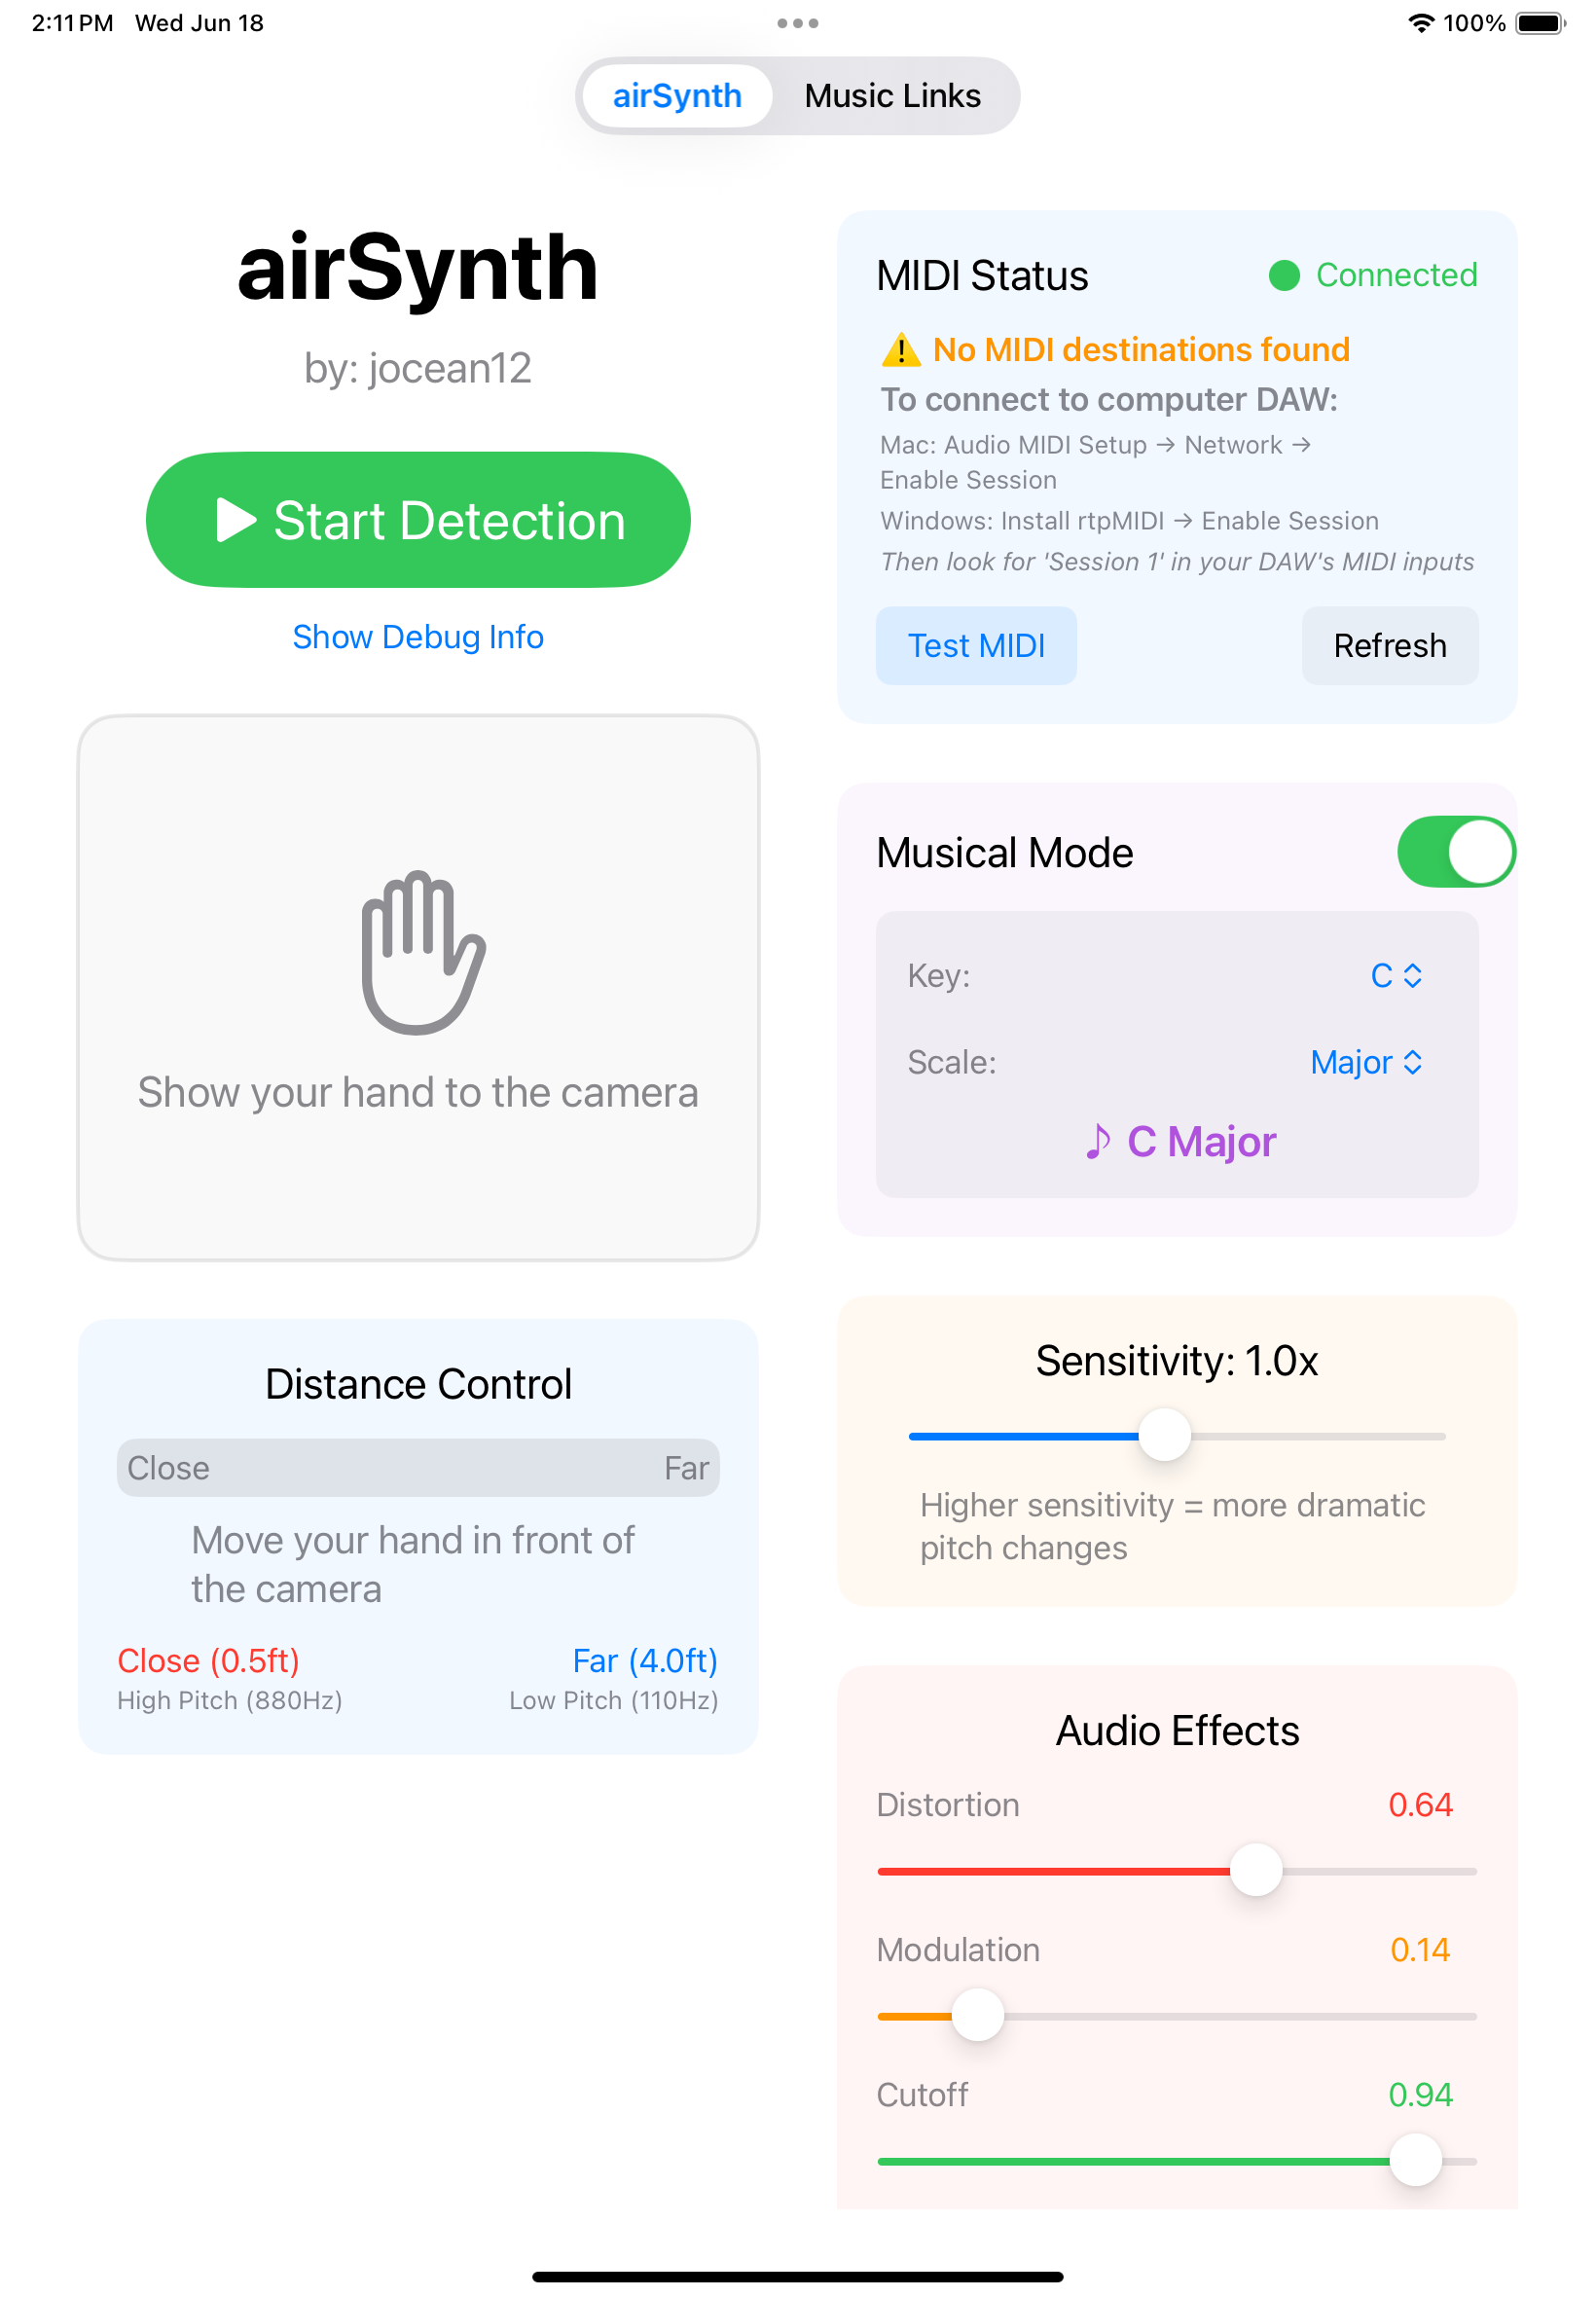 2:11 PM Wed Jun 18
100%
airSynth
Music Links
airSynth
by: jocean12
Start Detection
Show Debug Info
Show your hand to the camera
Distance Control
Close
Far
Move your hand in front of
the camera
Close (0.5ft)
High Pitch (880Hz)
Far (4.0ft)
Low Pitch (110Hz)
MIDI Status
Connected
⚠️ No MIDI destinations found
To connect to computer DAW:
Mac: Audio MIDI Setup → Network →
Enable Session
Windows: Install rtpMIDI → Enable Session
Then look for 'Session 1' in your DAW's MIDI inputs
Test MIDI
Refresh
Musical Mode
Key:
C
Scale:
Major
♪ C Major
Sensitivity: 1.0x
Higher sensitivity = more dramatic
pitch changes
Audio Effects
Distortion
0.64
Modulation
0.14
Cutoff
0.94